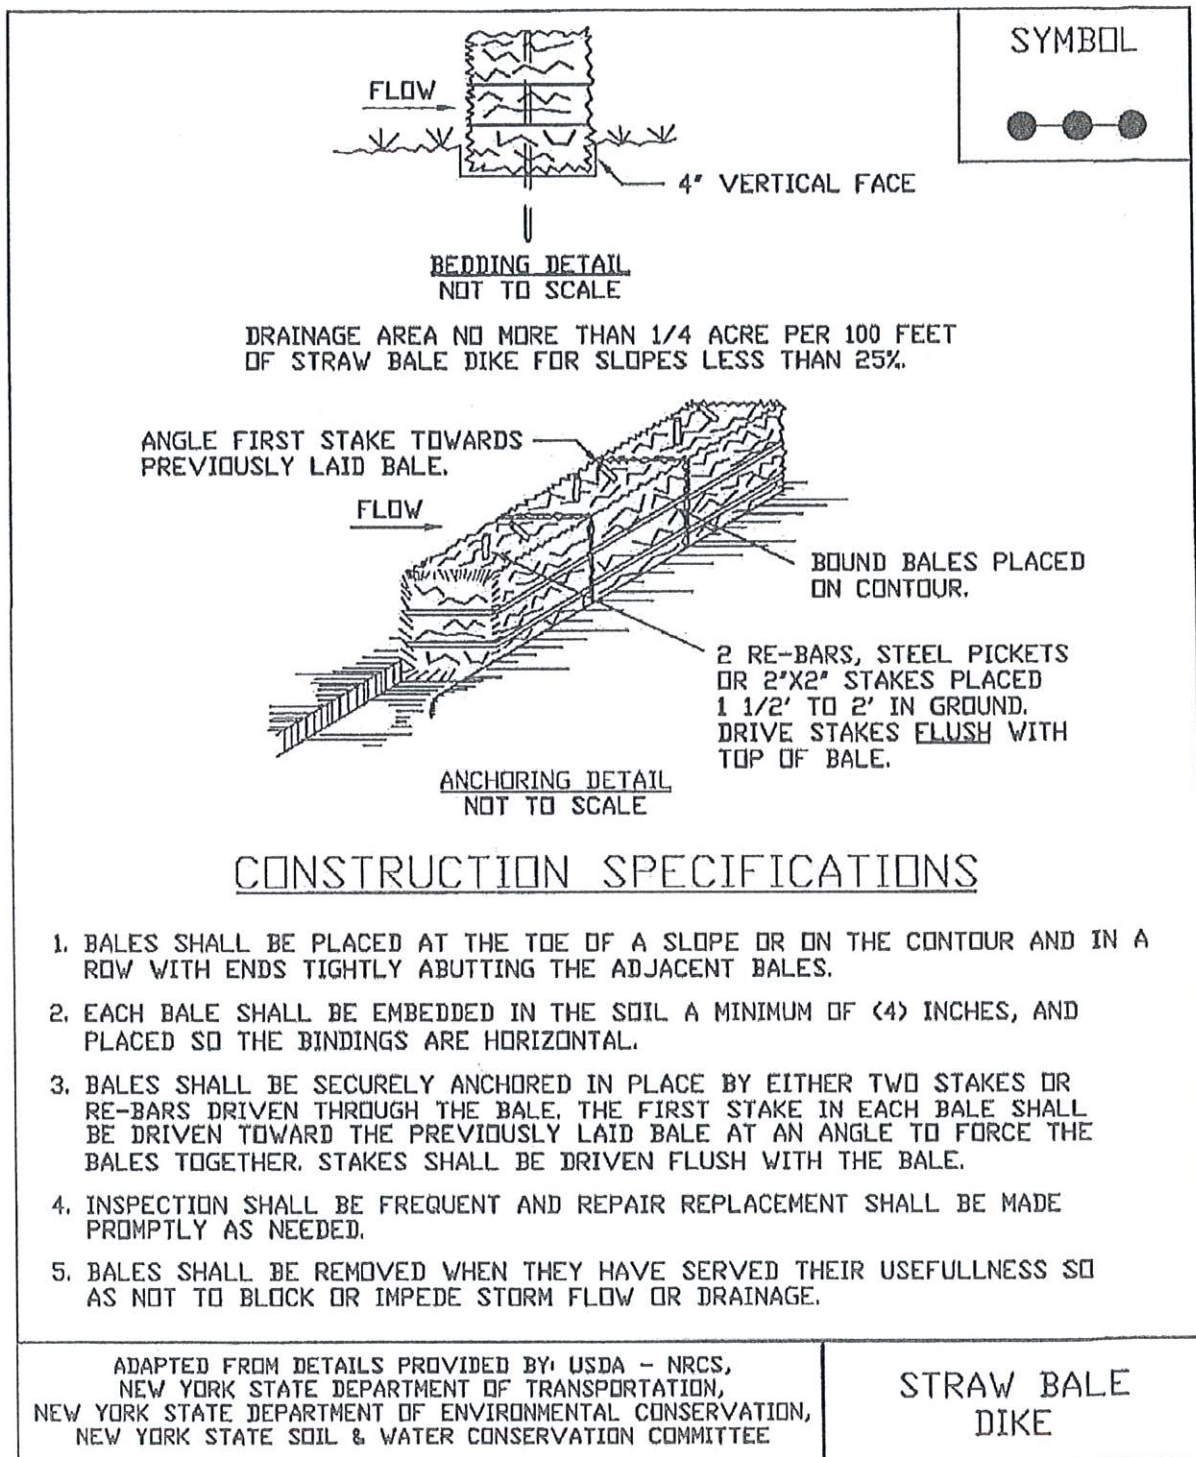 SYMBOL
FLOW
4" VERTICAL FACE
BEDDING DETAIL
NOT TO SCALE
DRAINAGE AREA NO MORE THAN 1/4 ACRE PER 100 FEET
OF STRAW BALE DIKE FOR SLOPES LESS THAN 25%.
ANGLE FIRST STAKE TOWARDS
PREVIOUSLY LAID BALE.
FLOW
BOUND BALES PLACED
ON CONTOUR.
2 RE-BARS, STEEL PICKETS
OR 2"X2" STAKES PLACED
1 1/2' TO 2' IN GROUND.
DRIVE STAKES FLUSH WITH
TOP OF BALE.
ANCHORING DETAIL
NOT TO SCALE
CONSTRUCTION SPECIFICATIONS
1. BALES SHALL BE PLACED AT THE TOE OF A SLOPE OR ON THE CONTOUR AND IN A
ROW WITH ENDS TIGHTLY ABUTTING THE ADJACENT BALES.
2. EACH BALE SHALL BE EMBEDDED IN THE SOIL A MINIMUM OF (4) INCHES, AND
PLACED SO THE BINDINGS ARE HORIZONTAL.
3. BALES SHALL BE SECURELY ANCHORED IN PLACE BY EITHER TWO STAKES OR
RE-BARS DRIVEN THROUGH THE BALE. THE FIRST STAKE IN EACH BALE SHALL
BE DRIVEN TOWARD THE PREVIOUSLY LAID BALE AT AN ANGLE TO FORCE THE
BALES TOGETHER. STAKES SHALL BE DRIVEN FLUSH WITH THE BALE.
4. INSPECTION SHALL BE FREQUENT AND REPAIR REPLACEMENT SHALL BE MADE
PROMPTLY AS NEEDED.
5. BALES SHALL BE REMOVED WHEN THEY HAVE SERVED THEIR USEFULLNESS SO
AS NOT TO BLOCK OR IMPEDE STORM FLOW OR DRAINAGE.
ADAPTED FROM DETAILS PROVIDED BY: USDA - NRCS,
NEW YORK STATE DEPARTMENT OF TRANSPORTATION,
NEW YORK STATE DEPARTMENT OF ENVIRONMENTAL CONSERVATION,
NEW YORK STATE SOIL & WATER CONSERVATION COMMITTEE
STRAW BALE
DIKE